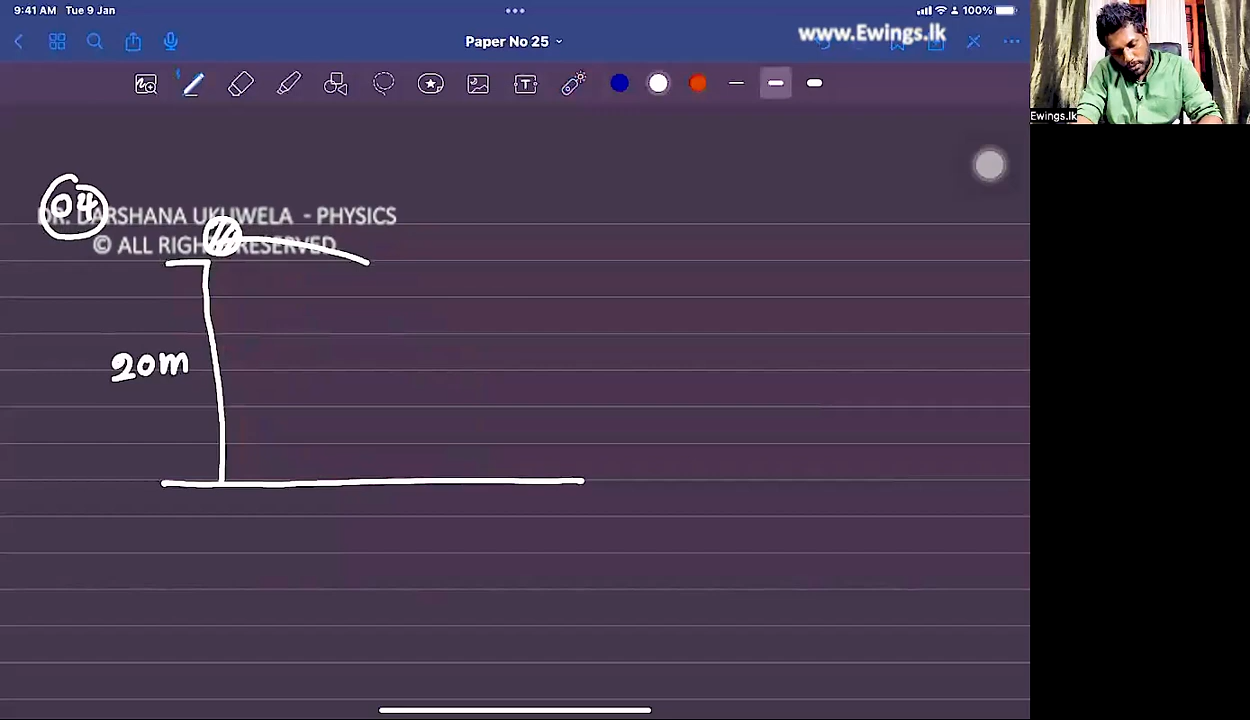 9:41 AM Tue 9 Jan
100%
Paper No 25
www.Ewings.lk
Ewings.lk
04
DR. DARSHANA UKUWELA - PHYSICS
© ALL RIGHTS RESERVED
20m